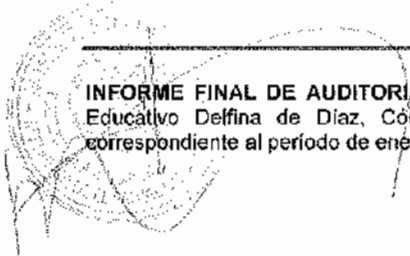 INFORME FINAL DE AUDITORI
Educativo Delfina de Díaz, Có
correspondiente al período de ene